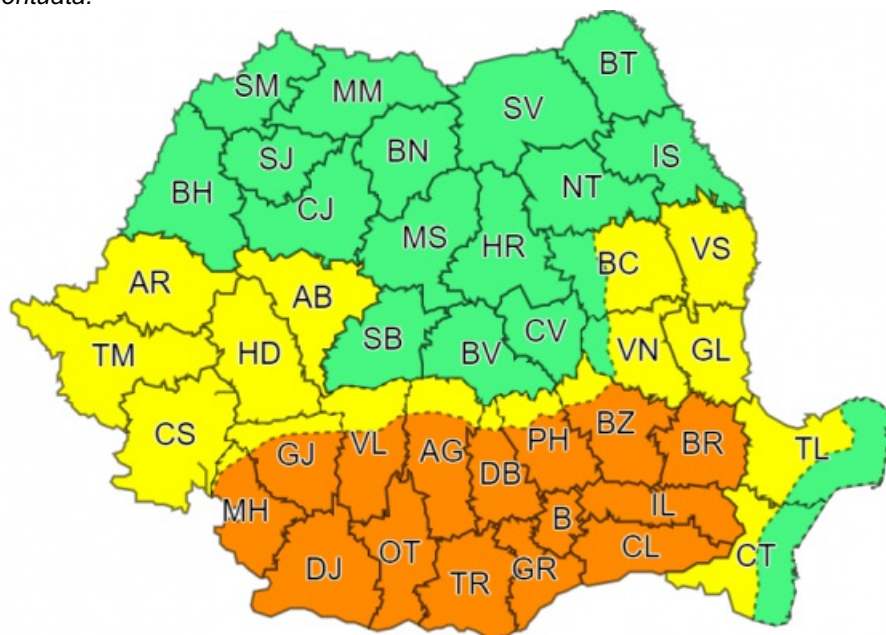 ontuată.
BT
SM
MM
SV
SJ
BN
IS
BH
NT
CJ
MS
HR
VS
BC
AR
AB
SB
CV
TM
HD
BV
VN
GL
CS
BZ
PH
BR
TL
GJ
VL
AG
DB
MH
IL
B
CL
CT
OT
DJ
TR
GR